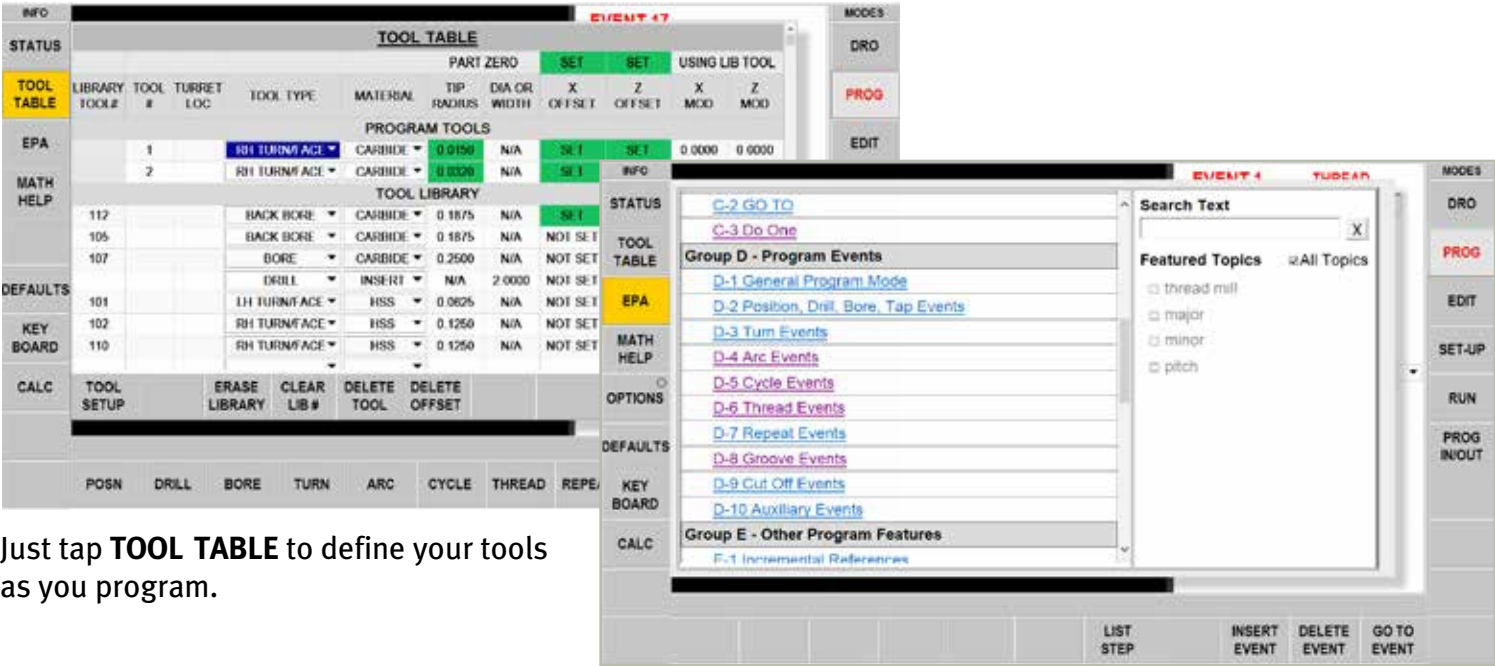 INFO
EVENT 17
MODES
STATUS
TOOL TABLE
DRO
PART ZERO SET SET USING LIB TOOL
TOOL TABLE
LIBRARY TOOL# TOOL # TURRET LOC TOOL TYPE MATERIAL TIP RADIUS DIA OR WIDTH X OFFSET Z OFFSET X MOD Z MOD
PROG
PROGRAM TOOLS
EPA
1 RH TURN/FACE CARBIDE 0.0150 N/A SET SET 0.0000 0.0000
EDIT
2 RH TURN/FACE CARBIDE 0.0320 N/A SET
MATH HELP
TOOL LIBRARY
112 BACK BORE CARBIDE 0.1875 N/A SET
105 BACK BORE CARBIDE 0.1875 N/A NOT SET
107 BORE CARBIDE 0.2500 N/A NOT SET
DRILL INSERT N/A 2.0000 NOT SET
DEFAULTS
101 LH TURN/FACE HSS 0.0625 N/A NOT SET
102 RH TURN/FACE HSS 0.1250 N/A NOT SET
110 RH TURN/FACE HSS 0.1250 N/A NOT SET
KEY BOARD
CALC
TOOL SETUP ERASE LIBRARY CLEAR LIB # DELETE TOOL DELETE OFFSET
POSN DRILL BORE TURN ARC CYCLE THREAD
Just tap TOOL TABLE to define your tools
as you program.
INFO
EVENT 1 THREAD
MODES
STATUS
C-2 GO TO
Search Text
DRO
C-3 Do One
X
TOOL TABLE
Group D - Program Events
Featured Topics All Topics
PROG
D-1 General Program Mode
thread mill
EPA
D-2 Position, Drill, Bore, Tap Events
major
EDIT
D-3 Turn Events
minor
MATH HELP
D-4 Arc Events
pitch
SET-UP
D-5 Cycle Events
OPTIONS
D-6 Thread Events
RUN
D-7 Repeat Events
DEFAULTS
PROG IN/OUT
D-8 Groove Events
D-9 Cut Off Events
KEY BOARD
D-10 Auxiliary Events
CALC
Group E - Other Program Features
E-1 Incremental References
LIST STEP INSERT EVENT DELETE EVENT GO TO EVENT